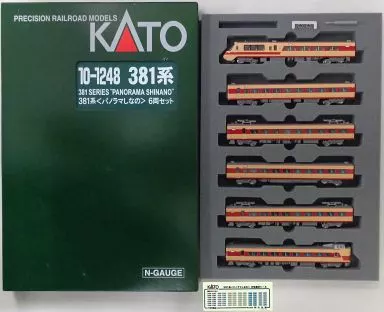 PRECISION RAILROAD MODELS
KATO
10-1248 381系
381 SERIES "PANORAMA SHINANO"
381系<パノラマしなの> 6両セット
N-GAUGE
KATO